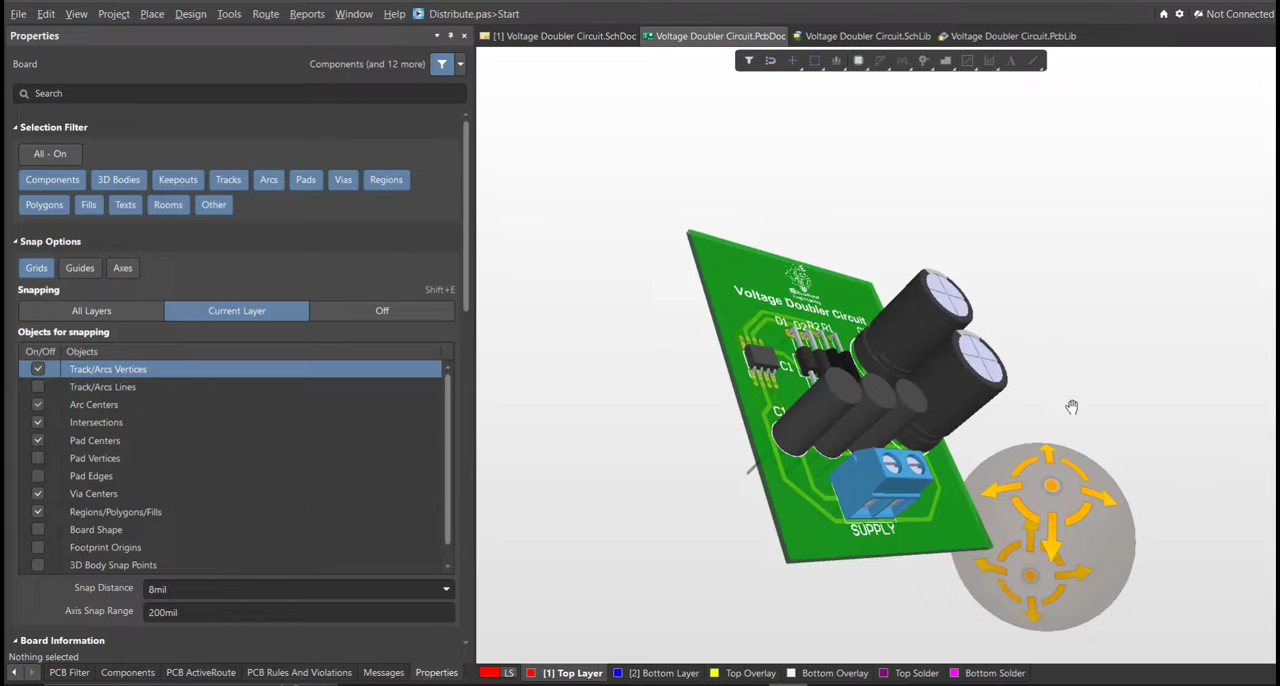 File Edit View Project Place Design Tools Route Reports Window Help Distribute.pas>Start Not Connected
Properties
[1] Voltage Doubler Circuit.SchDoc Voltage Doubler Circuit.PcbDoc Voltage Doubler Circuit.SchLib Voltage Doubler Circuit.PcbLib
Board Components (and 12 more)
Search
Selection Filter
All - On
Components 3D Bodies Keepouts Tracks Arcs Pads Vias Regions
Polygons Fills Texts Rooms Other
Snap Options
Grids Guides Axes
Snapping Shift+E
All Layers Current Layer Off
Objects for snapping
On/Off Objects
Track/Arcs Vertices
Track/Arcs Lines
Arc Centers
Intersections
Pad Centers
Pad Vertices
Pad Edges
Via Centers
Regions/Polygons/Fills
Board Shape
Footprint Origins
3D Body Snap Points
Snap Distance 8mil
Axis Snap Range 200mil
Board Information
Nothing selected
Voltage Doubler Circuit
D1 D2 R2 R1
C1
SUPPLY
PCB Filter Components PCB ActiveRoute PCB Rules And Violations Messages Properties
LS [1] Top Layer [2] Bottom Layer Top Overlay Bottom Overlay Top Solder Bottom Solder